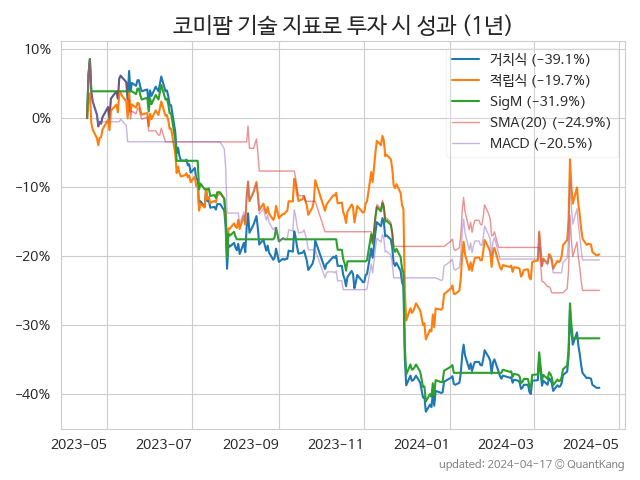 코미팜 기술 지표로 투자 시 성과 (1년)
10%
0%
−10%
−20%
−30%
−40%
거치식 (−39.1%)
적립식 (−19.7%)
SigM (−31.9%)
SMA(20) (−24.9%)
MACD (−20.5%)
2023-05 2023-07 2023-09 2023-11 2024-01 2024-03 2024-05
updated: 2024-04-17 © QuantKang